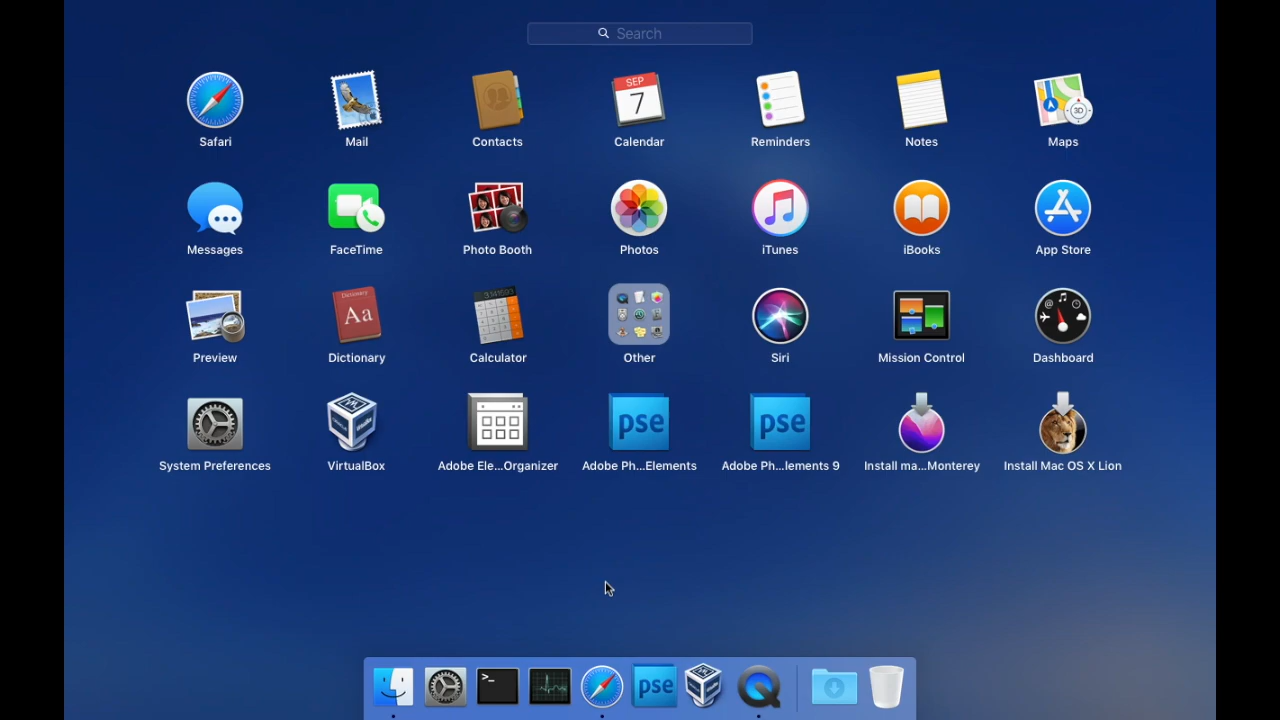 Search
SEP
7
3D
Safari
Mail
Contacts
Calendar
Reminders
Notes
Maps
Messages
FaceTime
Photo Booth
Photos
iTunes
iBooks
App Store
Dictionary
Aa
Preview
Dictionary
Calculator
Other
Siri
Mission Control
Dashboard
pse
pse
System Preferences
VirtualBox
Adobe Ele...Organizer
Adobe Ph...Elements
Adobe Ph...lements 9
Install ma...Monterey
Install Mac OS X Lion
>_
pse